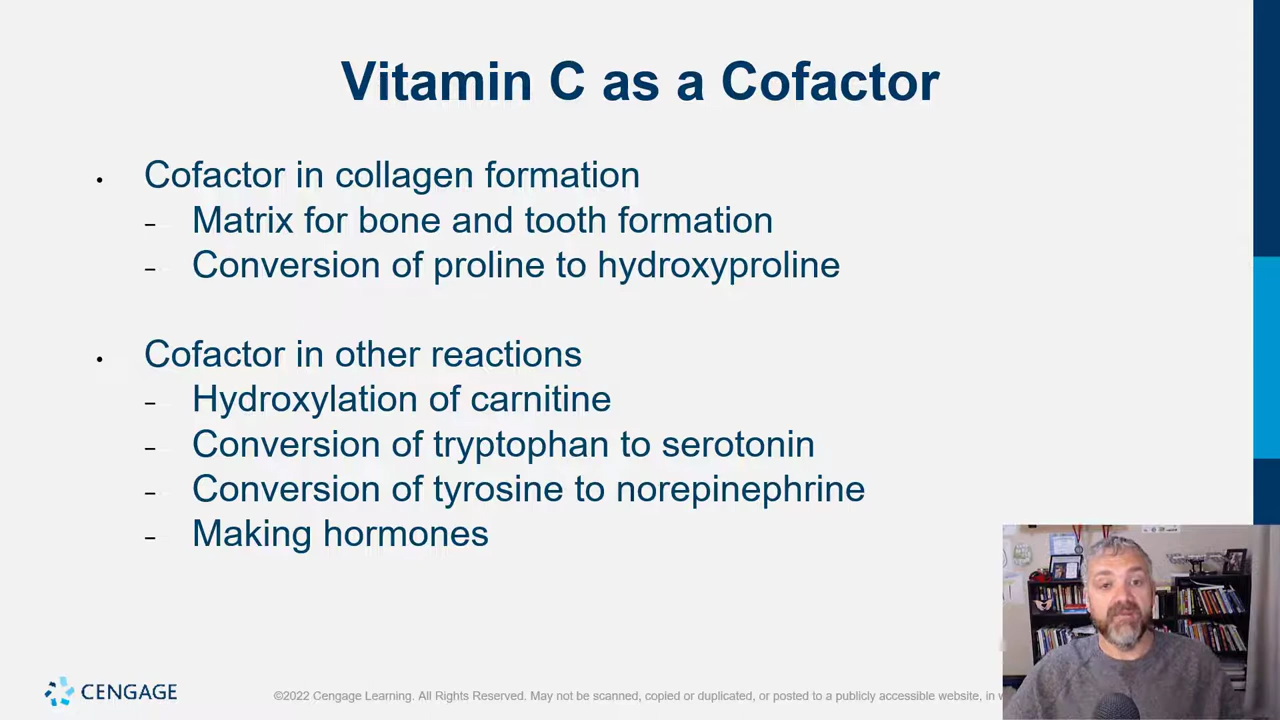 Vitamin C as a Cofactor
• Cofactor in collagen formation
– Matrix for bone and tooth formation
– Conversion of proline to hydroxyproline
• Cofactor in other reactions
– Hydroxylation of carnitine
– Conversion of tryptophan to serotonin
– Conversion of tyrosine to norepinephrine
– Making hormones
CENGAGE
©2022 Cengage Learning. All Rights Reserved. May not be scanned, copied or duplicated, or posted to a publicly accessible website, in